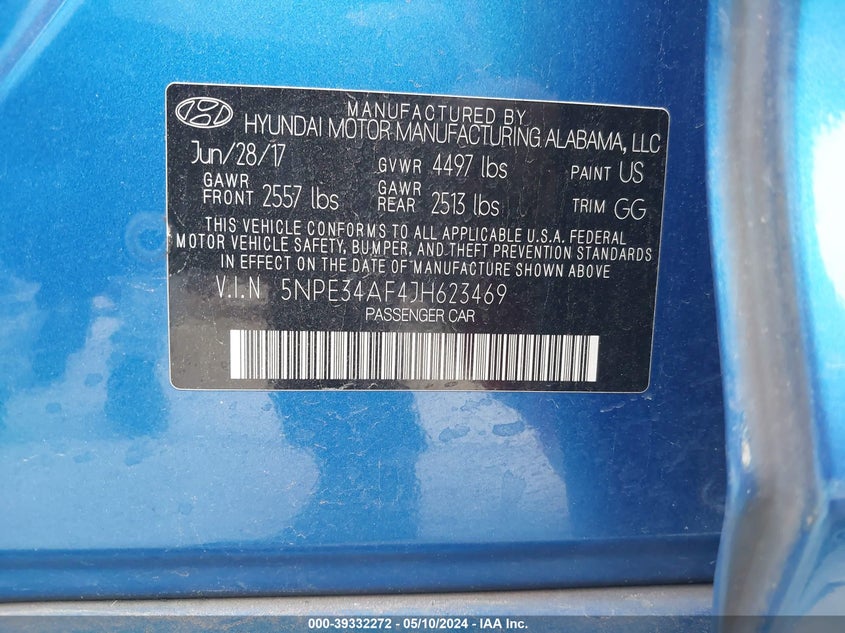 MANUFACTURED BY
HYUNDAI MOTOR MANUFACTURING ALABAMA, LLC
Jun/28/17 GVWR 4497 lbs PAINT US
GAWR FRONT 2557 lbs GAWR REAR 2513 lbs TRIM GG
THIS VEHICLE CONFORMS TO ALL APPLICABLE U.S.A. FEDERAL
MOTOR VEHICLE SAFETY, BUMPER, AND THEFT PREVENTION STANDARDS
IN EFFECT ON THE DATE OF MANUFACTURE SHOWN ABOVE.
V.I.N 5NPE34AF4JH623469
PASSENGER CAR
000-39332272 - 05/10/2024 - IAA Inc.